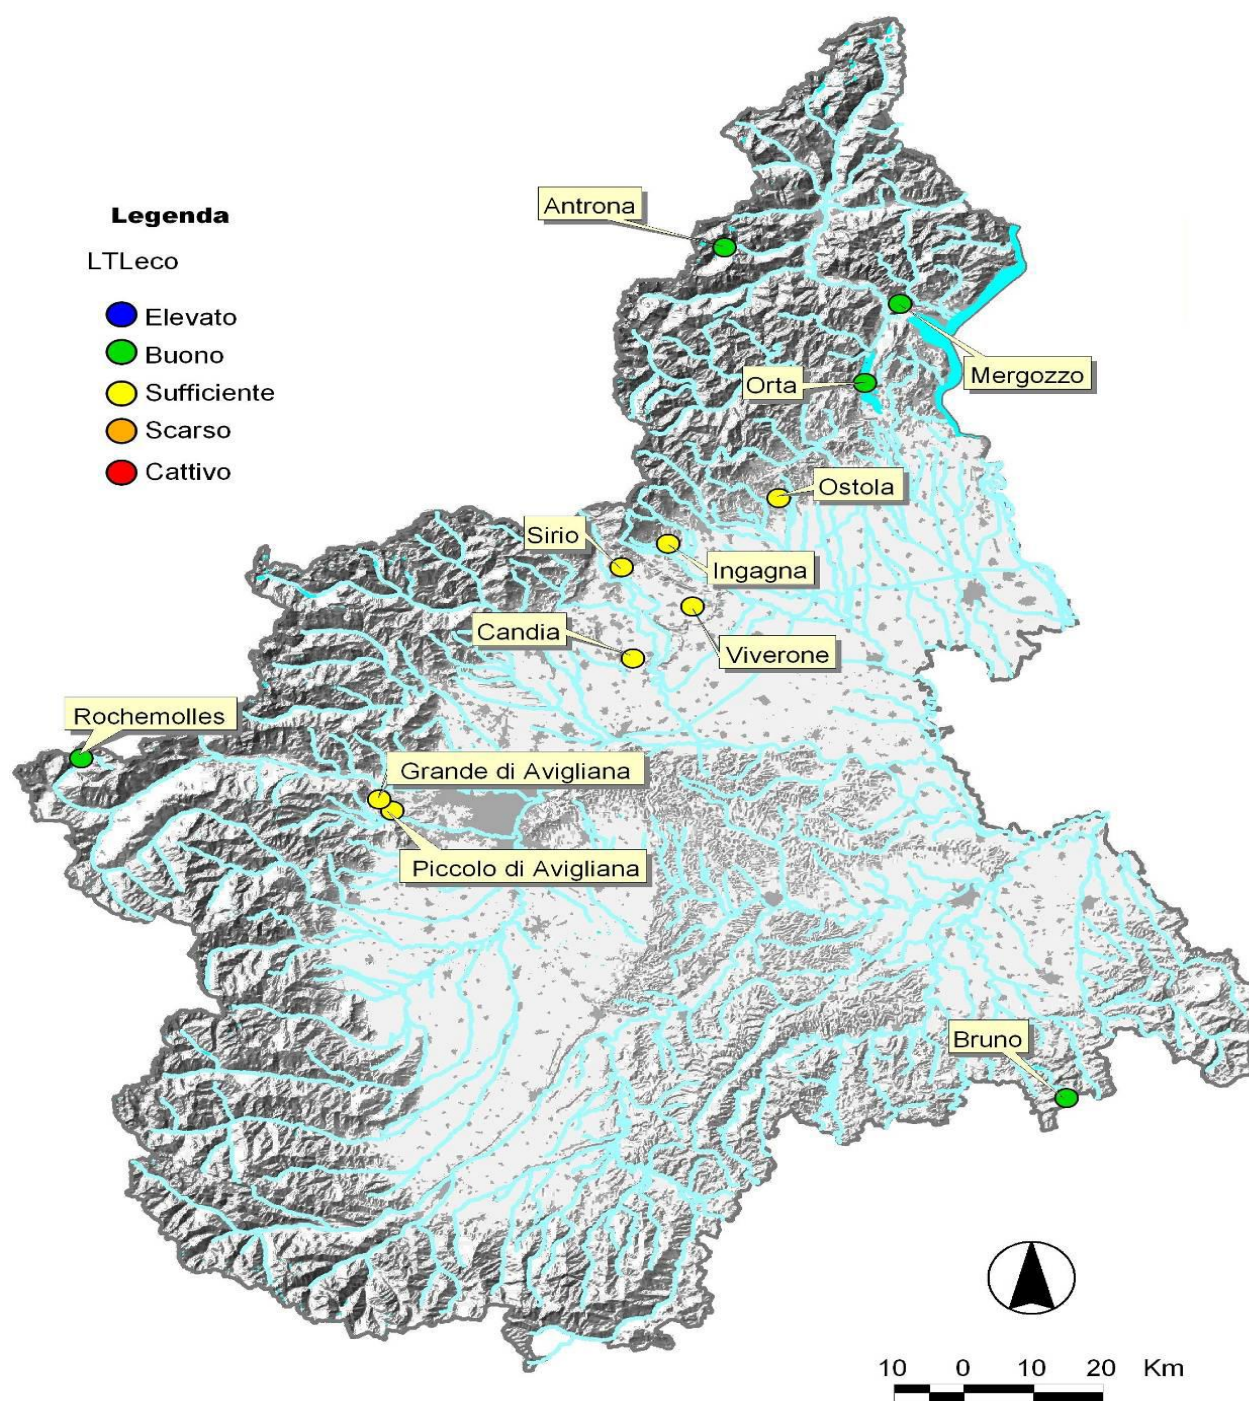 Legenda
LTLeco
Elevato
Buono
Sufficiente
Scarso
Cattivo
Antrona
Mergozzo
Orta
Ostola
Sirio
Ingagna
Candia
Viverone
Rochemolles
Grande di Avigliana
Piccolo di Avigliana
Bruno
10 0 10 20 Km